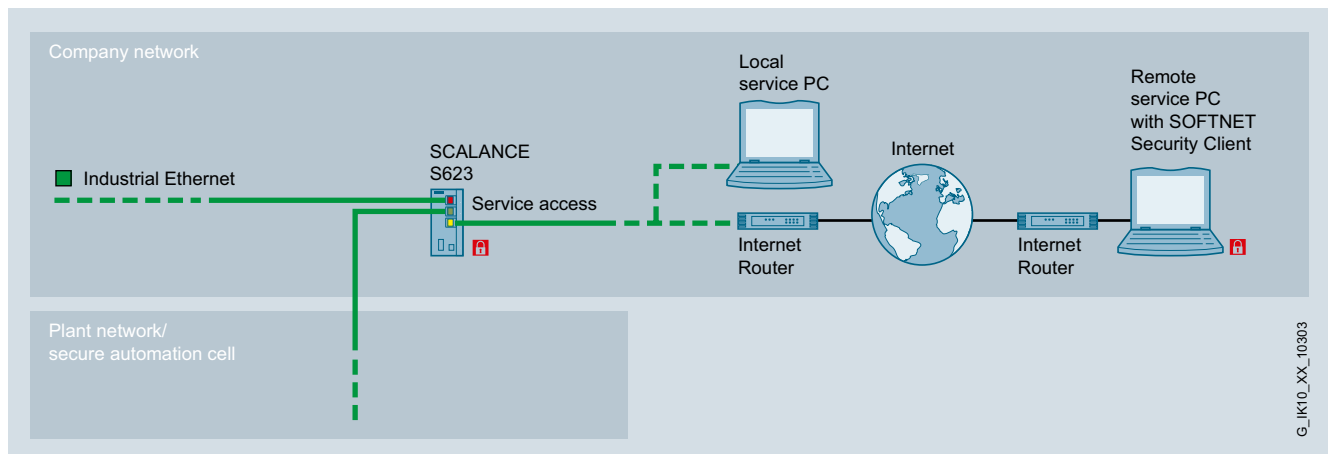 Company network
Local
service PC
Remote
service PC
with SOFTNET
Security Client
SCALANCE
S623
Internet
Industrial Ethernet
Service access
Internet
Router
Internet
Router
Plant network/
secure automation cell
G_IK10_XX_10303